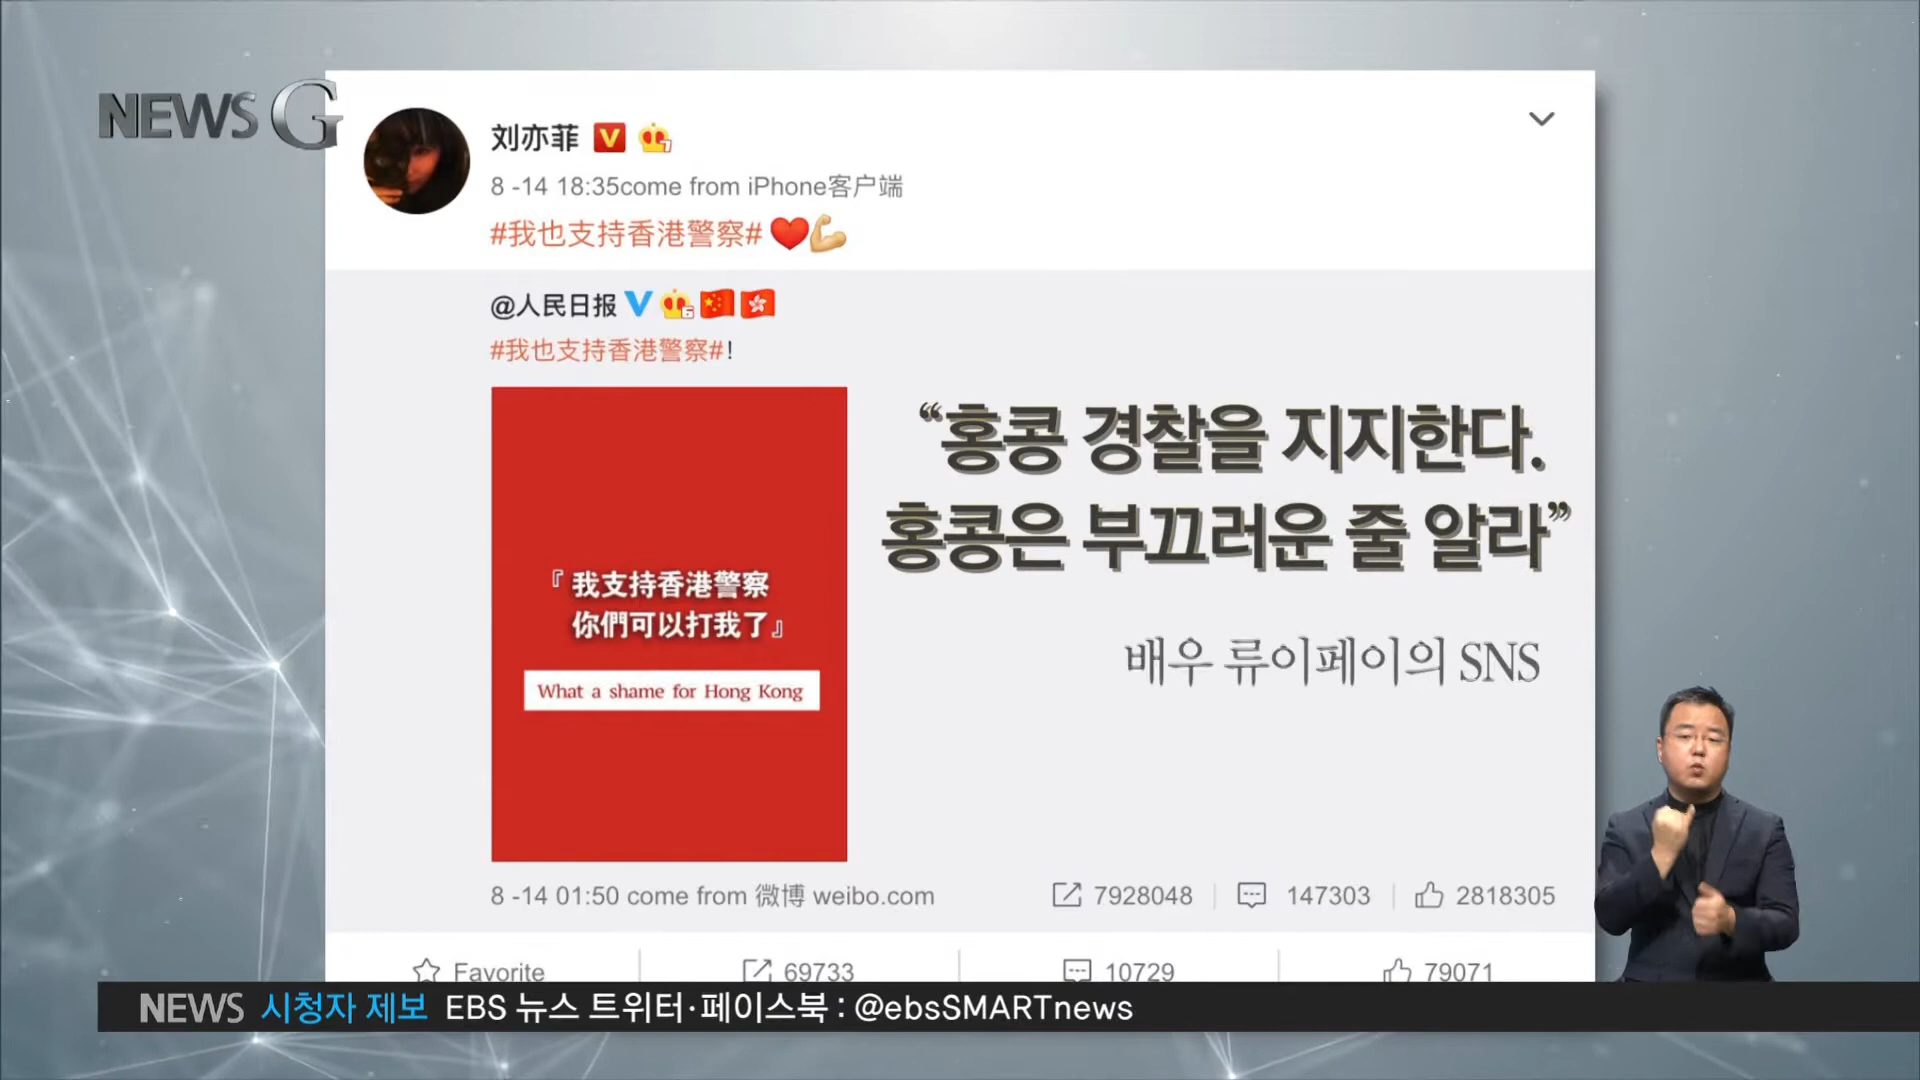 NEWS G
刘亦菲 V 7
8 -14 18:35come from iPhone客户端
#我也支持香港警察#❤️💪
@人民日报 V 6
#我也支持香港警察#!
“홍콩 경찰을 지지한다.
홍콩은 부끄러운 줄 알라”
배우 류이페이의 SNS
『我支持香港警察
你們可以打我了』
What a shame for Hong Kong
8 -14 01:50 come from 微博 weibo.com
7928048 147303 2818305
Favorite 69733 10729 79071
NEWS 시청자 제보 EBS 뉴스 트위터·페이스북 : @ebsSMARTnews